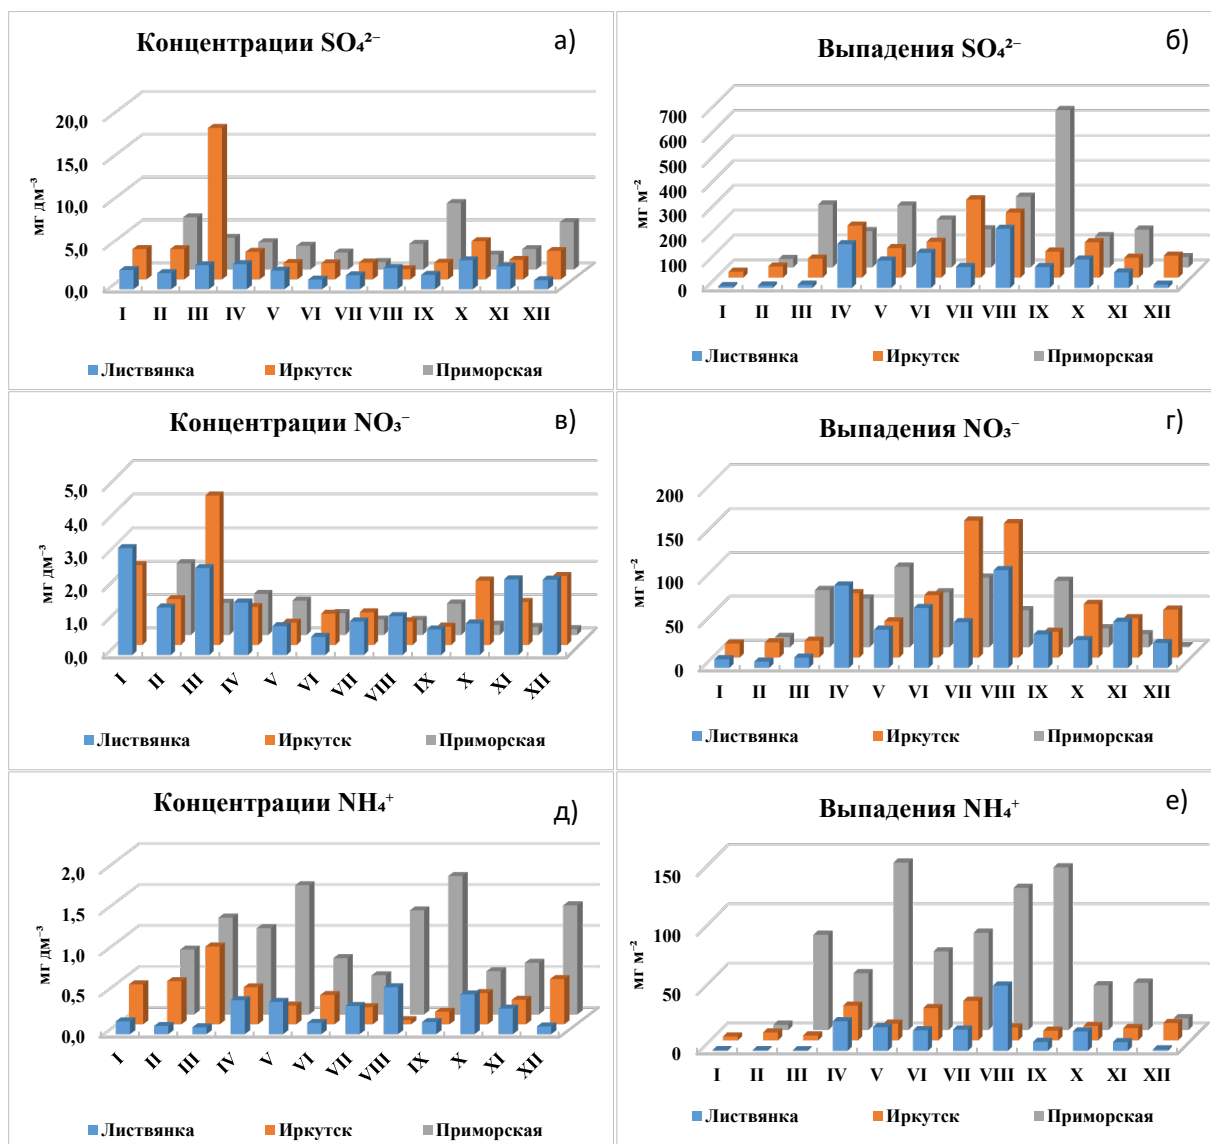 Концентрации SO₄²⁻ а)
мг дм⁻³
20,0
15,0
10,0
5,0
0,0
I II III IV V VI VII VIII IX X XI XII
Листвянка Иркутск Приморская
Выпадения SO₄²⁻ б)
мг м⁻²
700
600
500
400
300
200
100
0
I II III IV V VI VII VIII IX X XI XII
Листвянка Иркутск Приморская
Концентрации NO₃⁻ в)
мг дм⁻³
5,0
4,0
3,0
2,0
1,0
0,0
I II III IV V VI VII VIII IX X XI XII
Листвянка Иркутск Приморская
Выпадения NO₃⁻ г)
мг м⁻²
200
150
100
50
0
I II III IV V VI VII VIII IX X XI XII
Листвянка Иркутск Приморская
Концентрации NH₄⁺ д)
мг дм⁻³
2,0
1,5
1,0
0,5
0,0
I II III IV V VI VII VIII IX X XI XII
Листвянка Иркутск Приморская
Выпадения NH₄⁺ е)
мг м⁻²
150
100
50
0
I II III IV V VI VII VIII IX X XI XII
Листвянка Иркутск Приморская